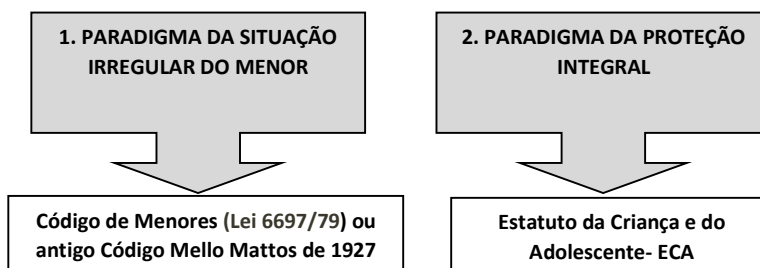 1. PARADIGMA DA SITUAÇÃO
IRREGULAR DO MENOR
Código de Menores (Lei 6697/79) ou
antigo Código Mello Mattos de 1927
2. PARADIGMA DA PROTEÇÃO
INTEGRAL
Estatuto da Criança e do
Adolescente- ECA